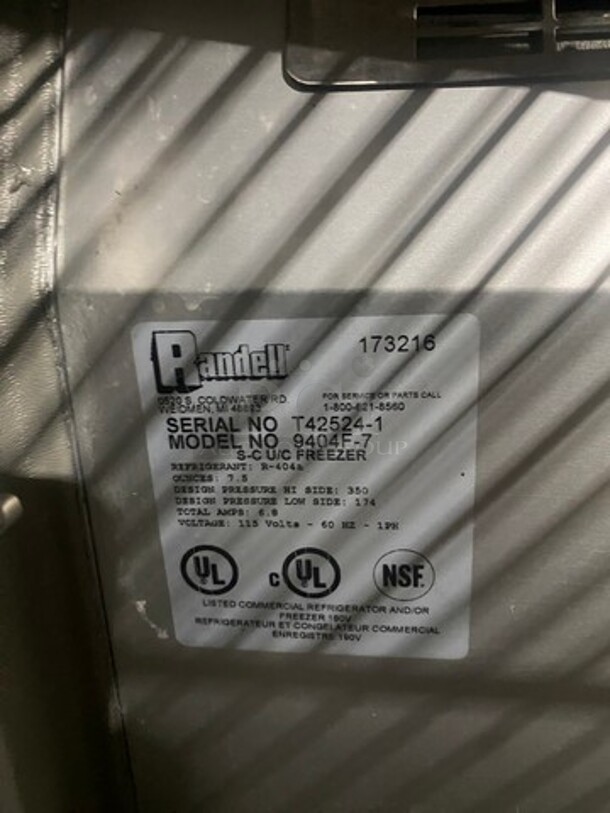 Randell
173216
0520 S. COLDWATER RD.
WEIDMEN, MI 48893
FOR SERVICE OR PARTS CALL
1-800-621-8560
SERIAL NO T42524-1
MODEL NO 9404F-7
S-C U/C FREEZER
REFRIGERANT: R-404a
OUNCES: 7.5
DESIGN PRESSURE HI SIDE: 350
DESIGN PRESSURE LOW SIDE: 174
TOTAL AMPS: 6.8
VOLTAGE: 115 Volts - 60 HZ - 1PH
UL
C UL
NSF.
LISTED COMMERCIAL REFRIGERATOR AND/OR
FREEZER 190V
REFRIGERATEUR ET CONGELATEUR COMMERCIAL
ENREGISTRE 190V